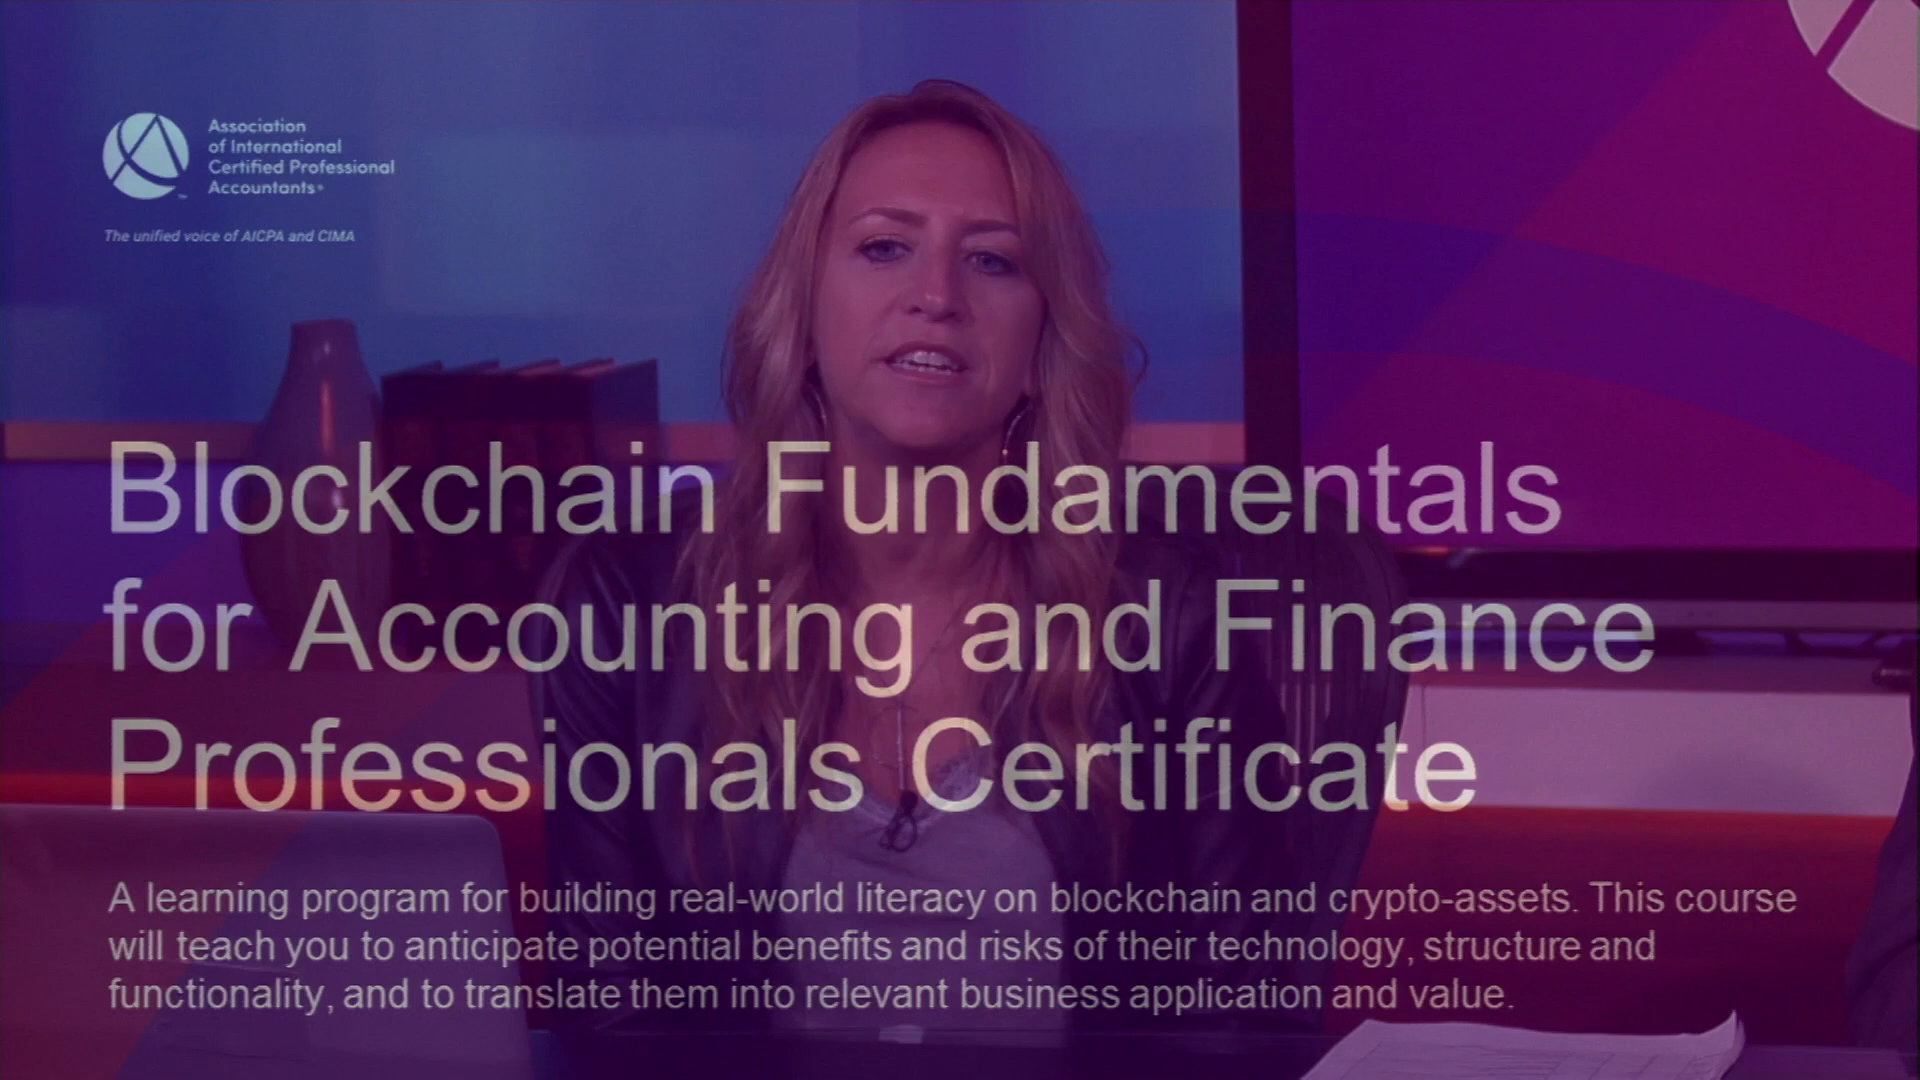 Association
of International
Certified Professional
Accountants®
The unified voice of AICPA and CIMA
Blockchain Fundamentals
for Accounting and Finance
Professionals Certificate
A learning program for building real-world literacy on blockchain and crypto-assets. This course
will teach you to anticipate potential benefits and risks of their technology, structure and
functionality, and to translate them into relevant business application and value.